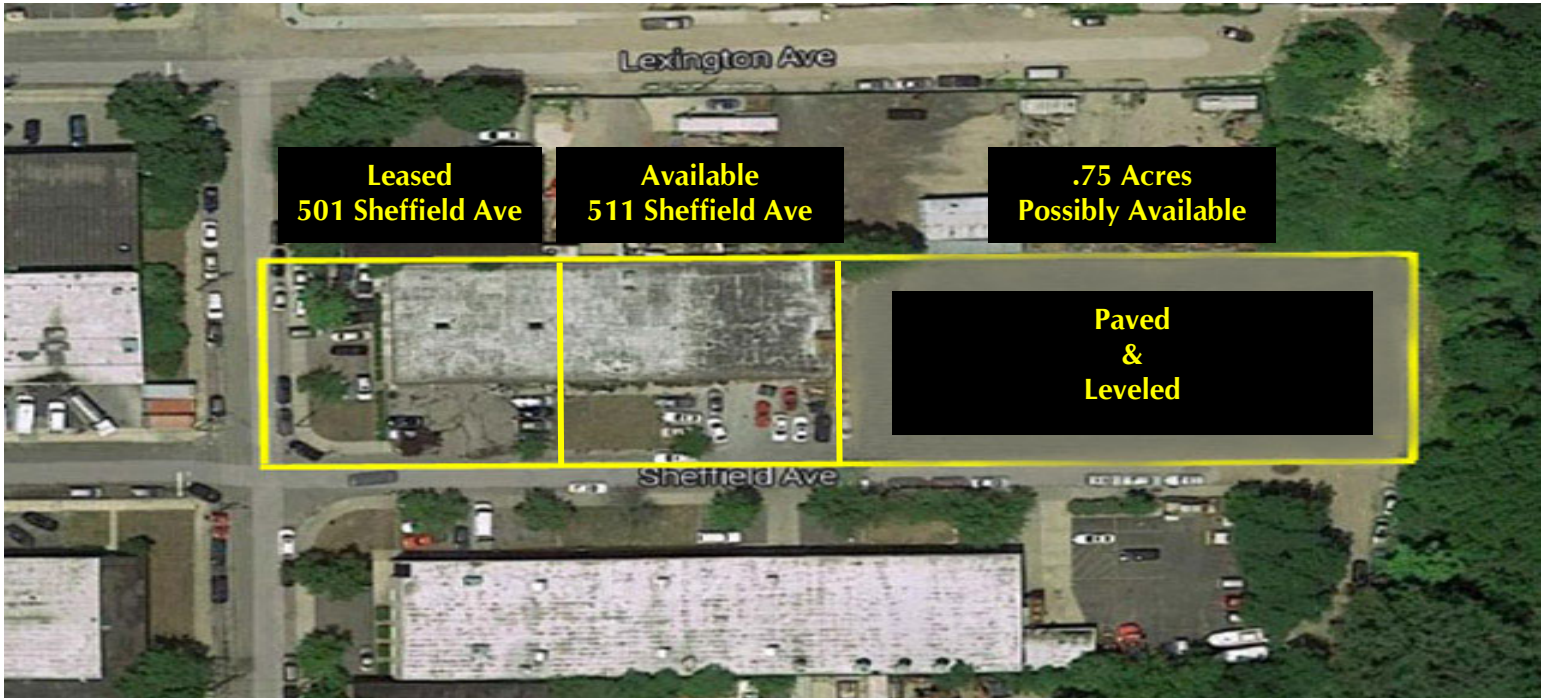 Lexington Ave
Leased
501 Sheffield Ave
Available
511 Sheffield Ave
.75 Acres
Possibly Available
Paved
&
Leveled
Sheffield Ave